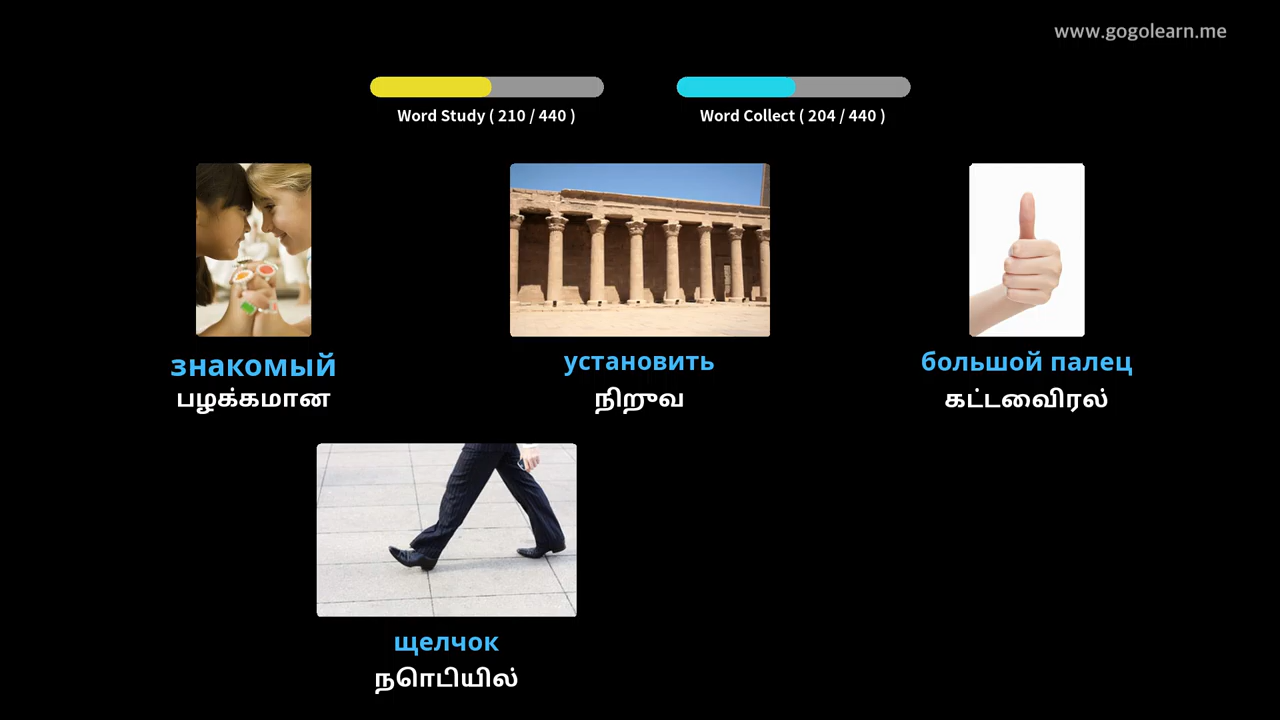 www.gogolearn.me
Word Study ( 210 / 440 )
Word Collect ( 204 / 440 )
знакомый
பழக்கமான
установить
நிறுவ
большой палец
கட்டைவிரல்
щелчок
நொடியில்